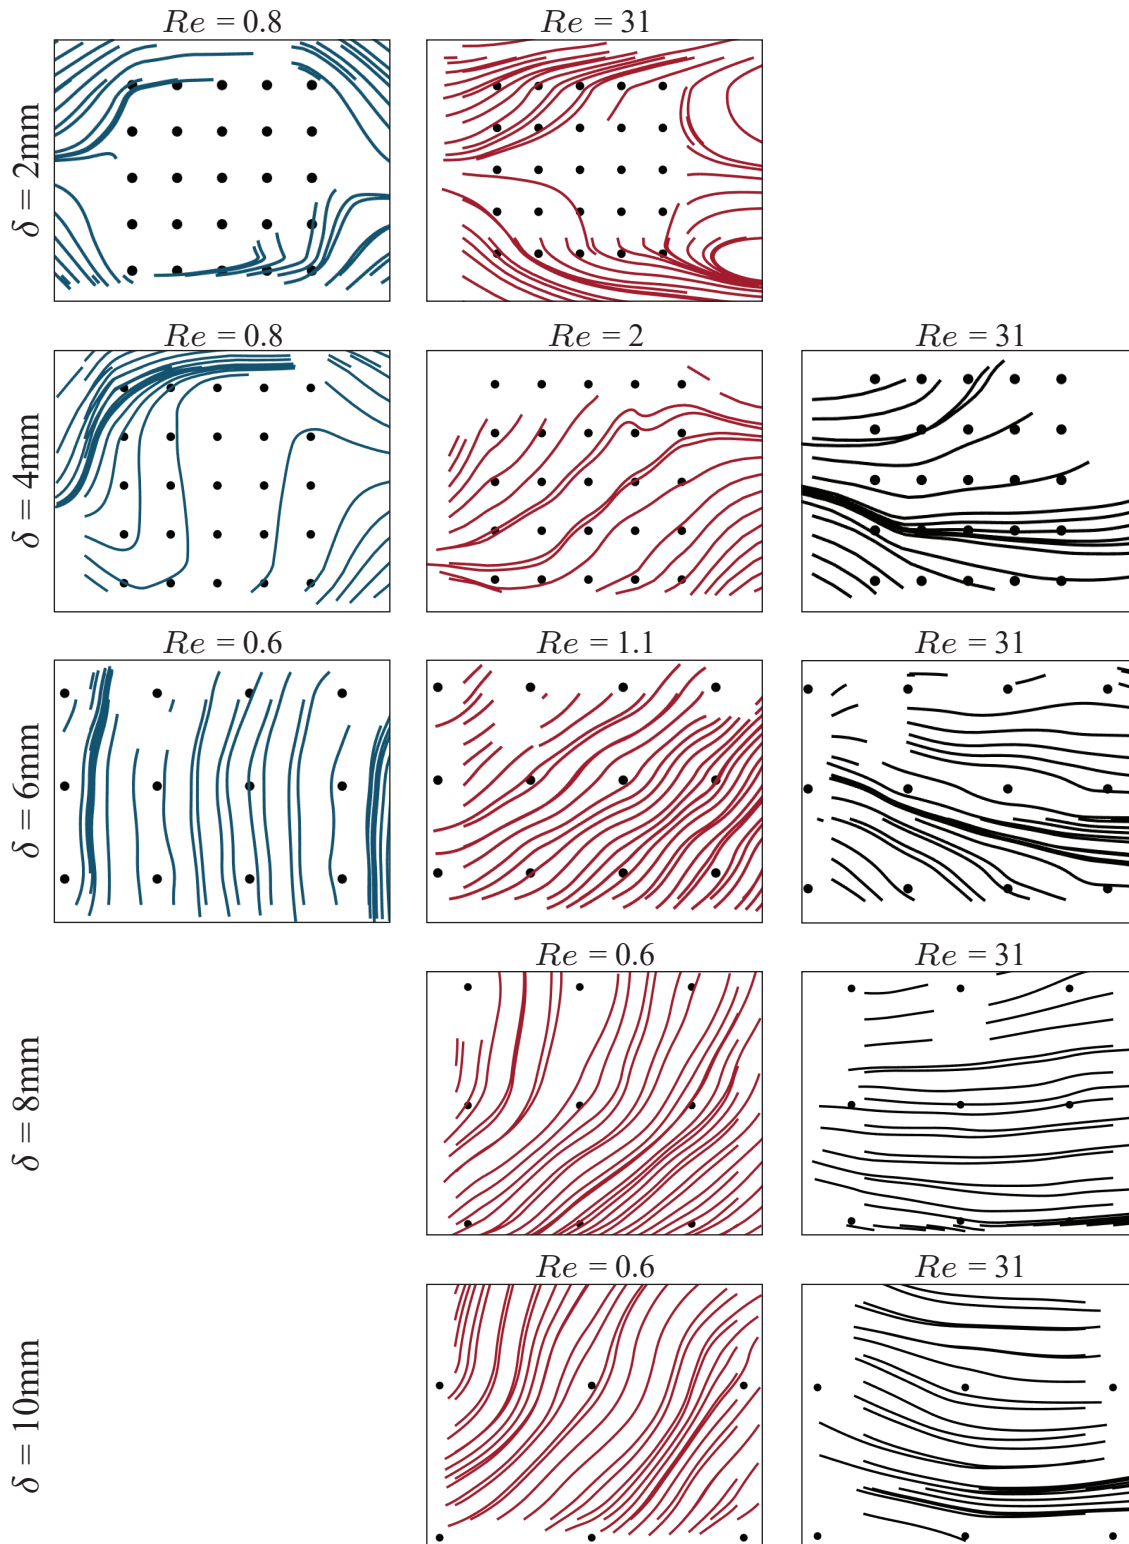 Re = 0.8
Re = 31
δ = 2mm
Re = 0.8
Re = 2
Re = 31
δ = 4mm
Re = 0.6
Re = 1.1
Re = 31
δ = 6mm
Re = 0.6
Re = 31
δ = 8mm
Re = 0.6
Re = 31
δ = 10mm